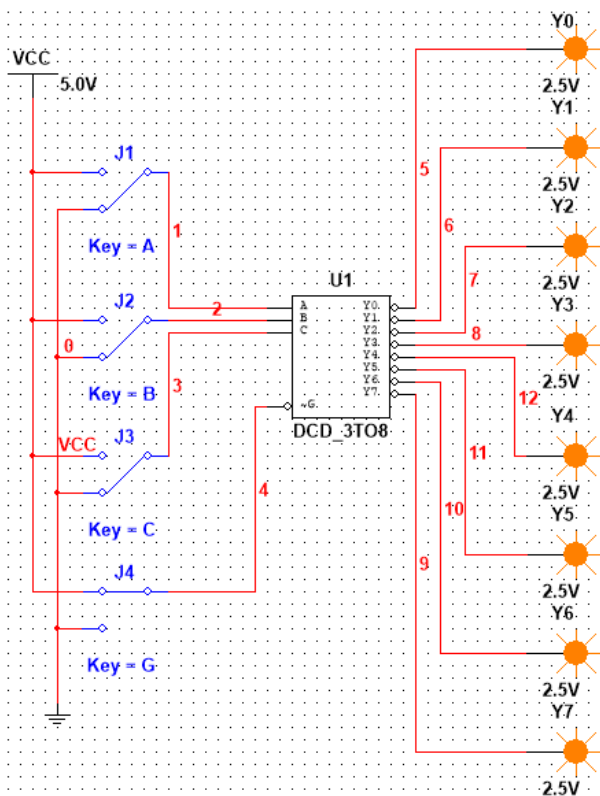 VCC
5.0V
J1
1
Key = A
J2
2
0
Key = B
3
J3
VCC
Key = C
J4
4
Key = G
U1
A
B
C
~G
Y0
Y1
Y2
Y3
Y4
Y5
Y6
Y7
DCD_3TO8
5
6
7
8
12
11
10
9
Y0
2.5V
Y1
2.5V
Y2
2.5V
Y3
2.5V
Y4
2.5V
Y5
2.5V
Y6
2.5V
Y7
2.5V